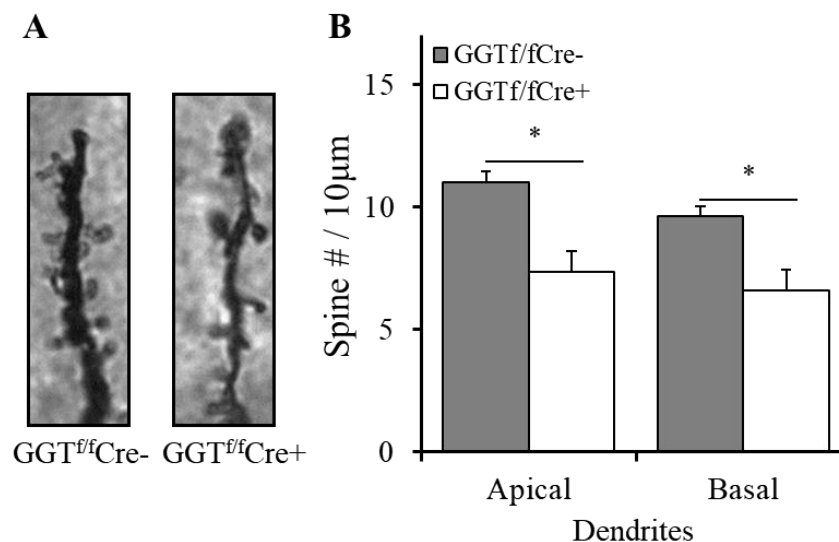 A
GGTf/fCre-
GGTf/fCre+
B
GGTf/fCre-
GGTf/fCre+
15
10
5
0
Spine # / 10µm
*
*
Apical
Basal
Dendrites